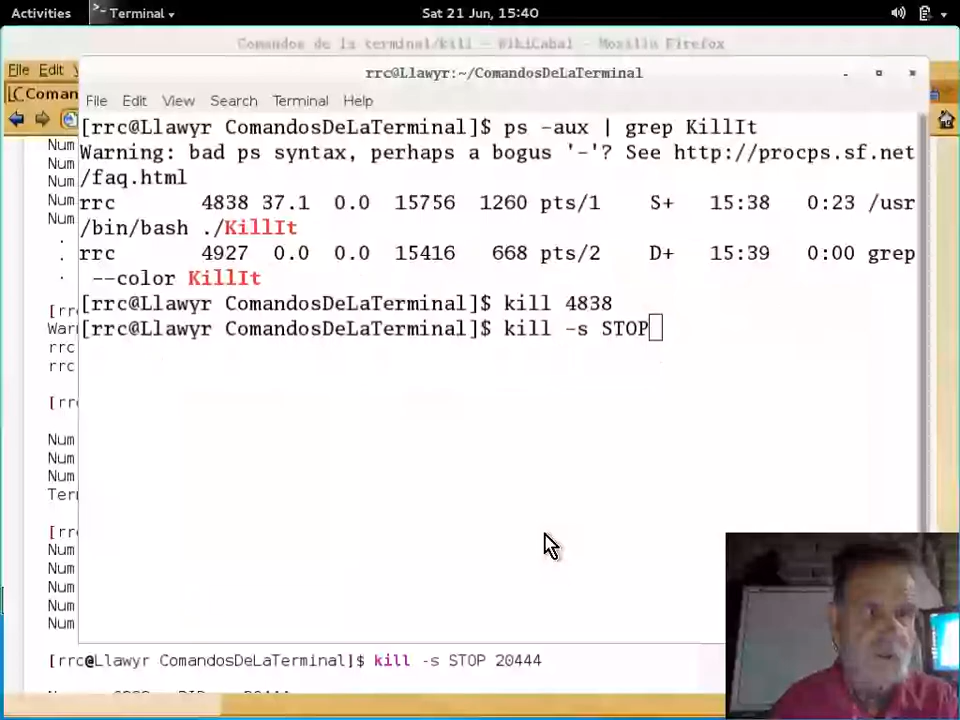 Activities Terminal Sat 21 Jun, 15:40
Comandos de la terminal/kill - WikiCabal - Mozilla Firefox
File Edit
rrc@Llawyr:~/ComandosDeLaTerminal
Coman
File Edit View Search Terminal Help
[rrc@Llawyr ComandosDeLaTerminal]$ ps -aux | grep KillIt
Warning: bad ps syntax, perhaps a bogus '-'? See http://procps.sf.net
/faq.html
rrc 4838 37.1 0.0 15756 1260 pts/1 S+ 15:38 0:23 /usr
/bin/bash ./KillIt
rrc 4927 0.0 0.0 15416 668 pts/2 D+ 15:39 0:00 grep
--color KillIt
[rrc@Llawyr ComandosDeLaTerminal]$ kill 4838
[rrc@Llawyr ComandosDeLaTerminal]$ kill -s STOP
Num
Num
Num
Num
Num
.
.
.
[rr
War
rrc
rrc
[rr
Num
Num
Num
Ter
[rr
Num
Num
Num
Num
Num
[rrc@Llawyr ComandosDeLaTerminal]$ kill -s STOP 20444